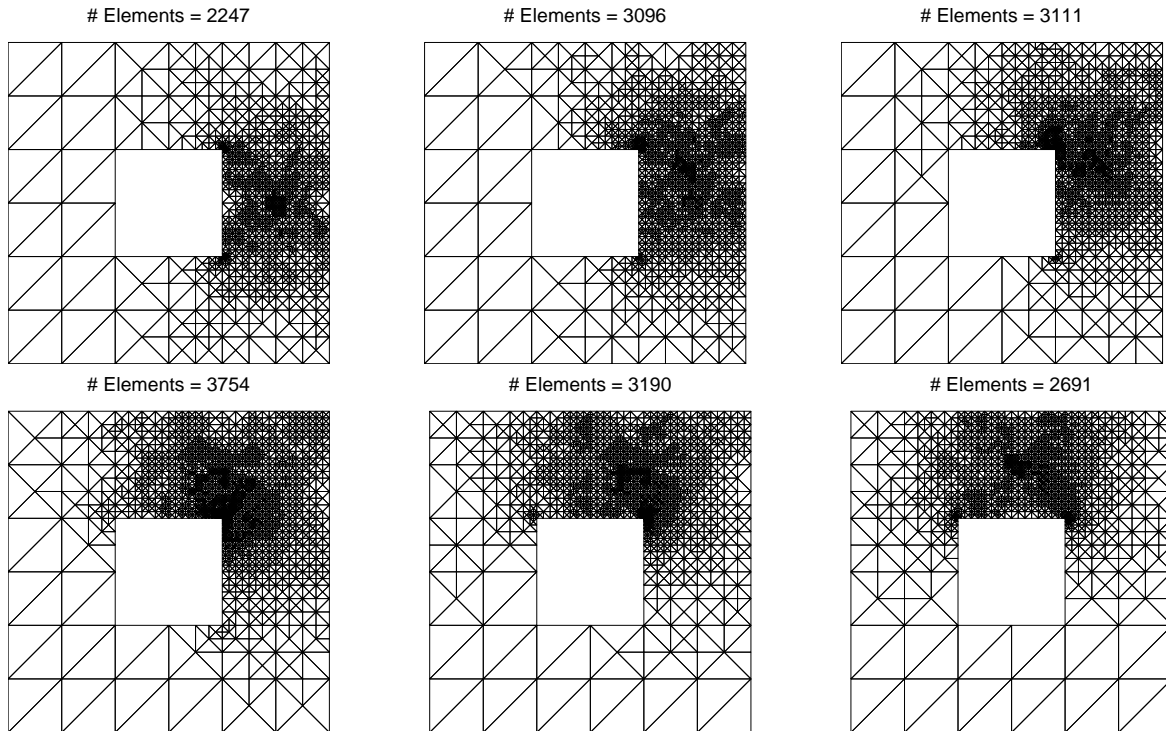 # Elements = 2247
# Elements = 3096
# Elements = 3111
# Elements = 3754
# Elements = 3190
# Elements = 2691